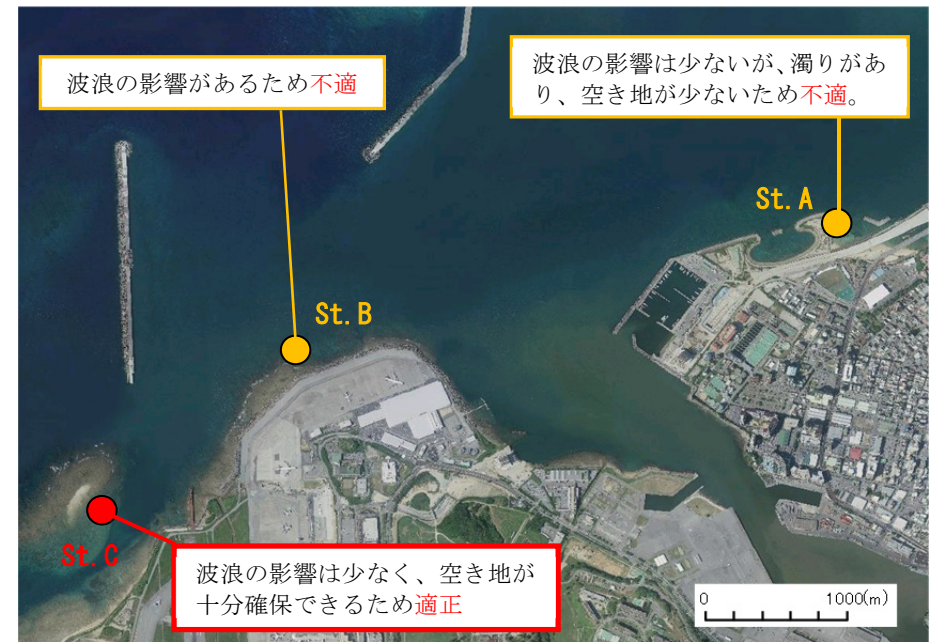 波浪の影響があるため不適
波浪の影響は少ないが、濁りがあ
り、空き地が少ないため不適。
St. A
St. B
St. C
波浪の影響は少なく、空き地が
十分確保できるため適正
0 1000(m)